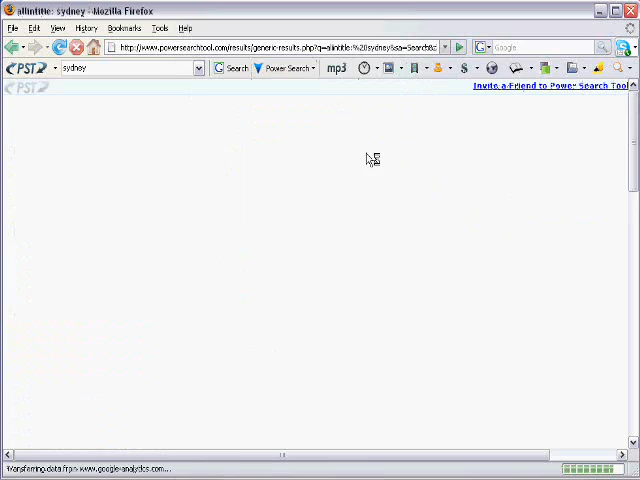 allintitle: sydney - Mozilla Firefox
File Edit View History Bookmarks Tools Help
http://www.powersearchtool.com/results/generic-results.php?q=allintitle:%20sydney&sa=Search&
Google
PST sydney Search Power Search mp3 $
PST Invite a Friend to Power Search Tool
Transferring data from www.google-analytics.com...